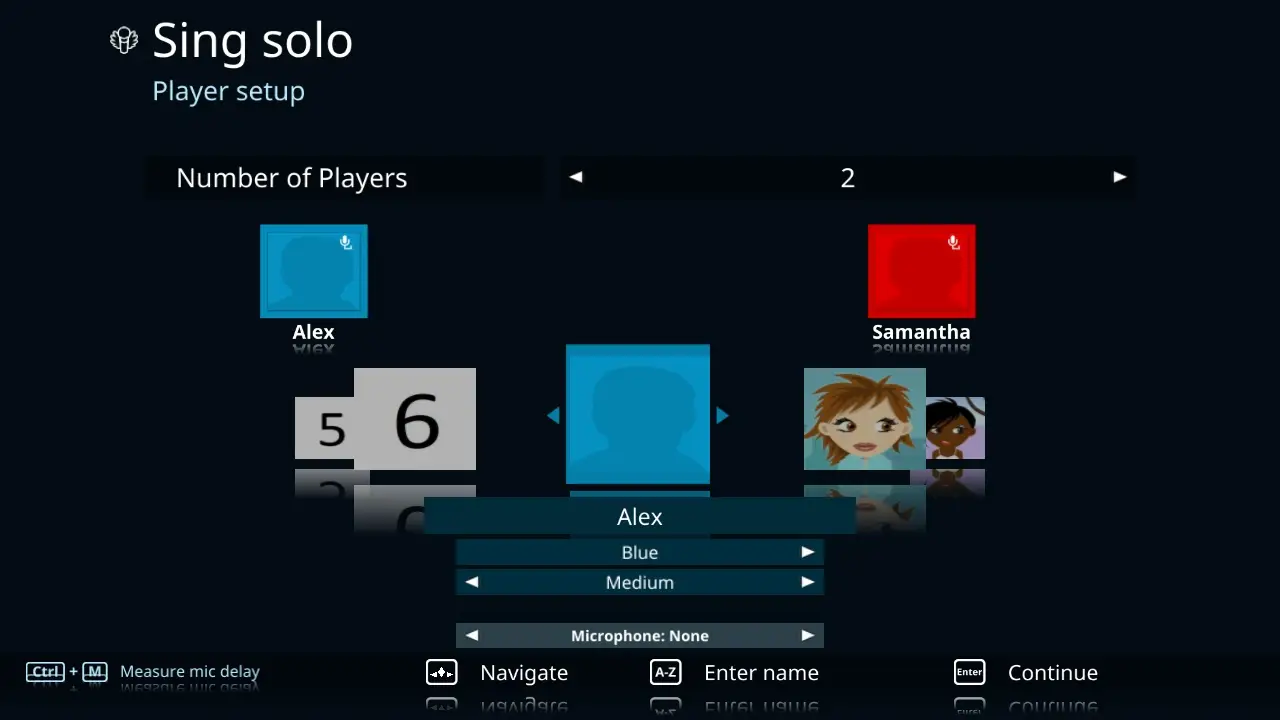 Sing solo
Player setup
Number of Players
2
Alex
Samantha
5
6
Alex
Blue
Medium
Microphone: None
Ctrl + M Measure mic delay
Navigate
A-Z Enter name
Enter Continue